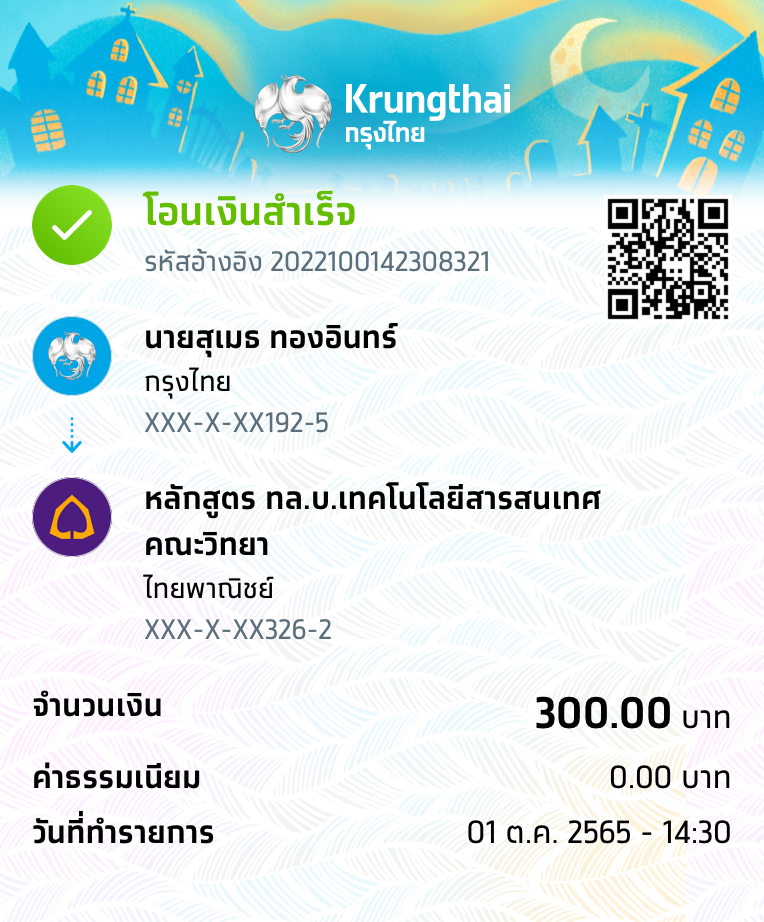 Krungthai
กรุงไทย
โอนเงินสำเร็จ
รหัสอ้างอิง 2022100142308321
นายสุเมธ ทองอินทร์
กรุงไทย
XXX-X-XX192-5
หลักสูตร ทล.บ.เทคโนโลยีสารสนเทศ
คณะวิทยา
ไทยพาณิชย์
XXX-X-XX326-2
จำนวนเงิน 300.00 บาท
ค่าธรรมเนียม 0.00 บาท
วันที่ทำรายการ 01 ต.ค. 2565 - 14:30